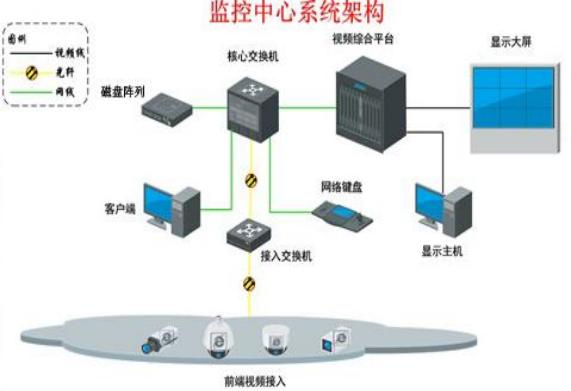 监控中心系统架构
图例
视频线
光纤
网线
核心交换机
视频综合平台
显示大屏
磁盘阵列
客户端
网络键盘
显示主机
接入交换机
前端视频接入